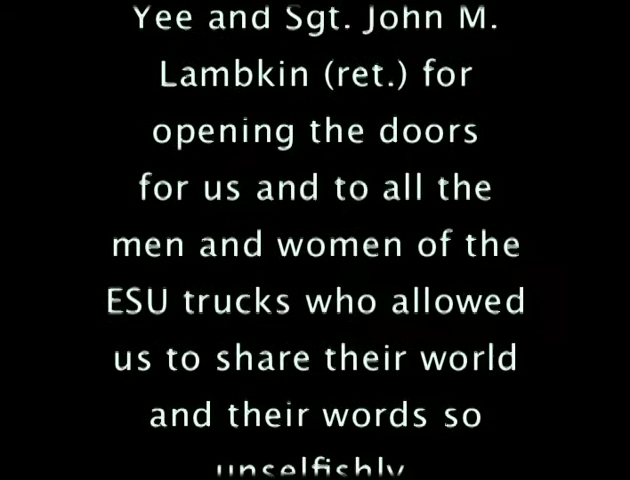 Yee and Sgt. John M.
Lambkin (ret.) for
opening the doors
for us and to all the
men and women of the
ESU trucks who allowed
us to share their world
and their words so
unselfishly